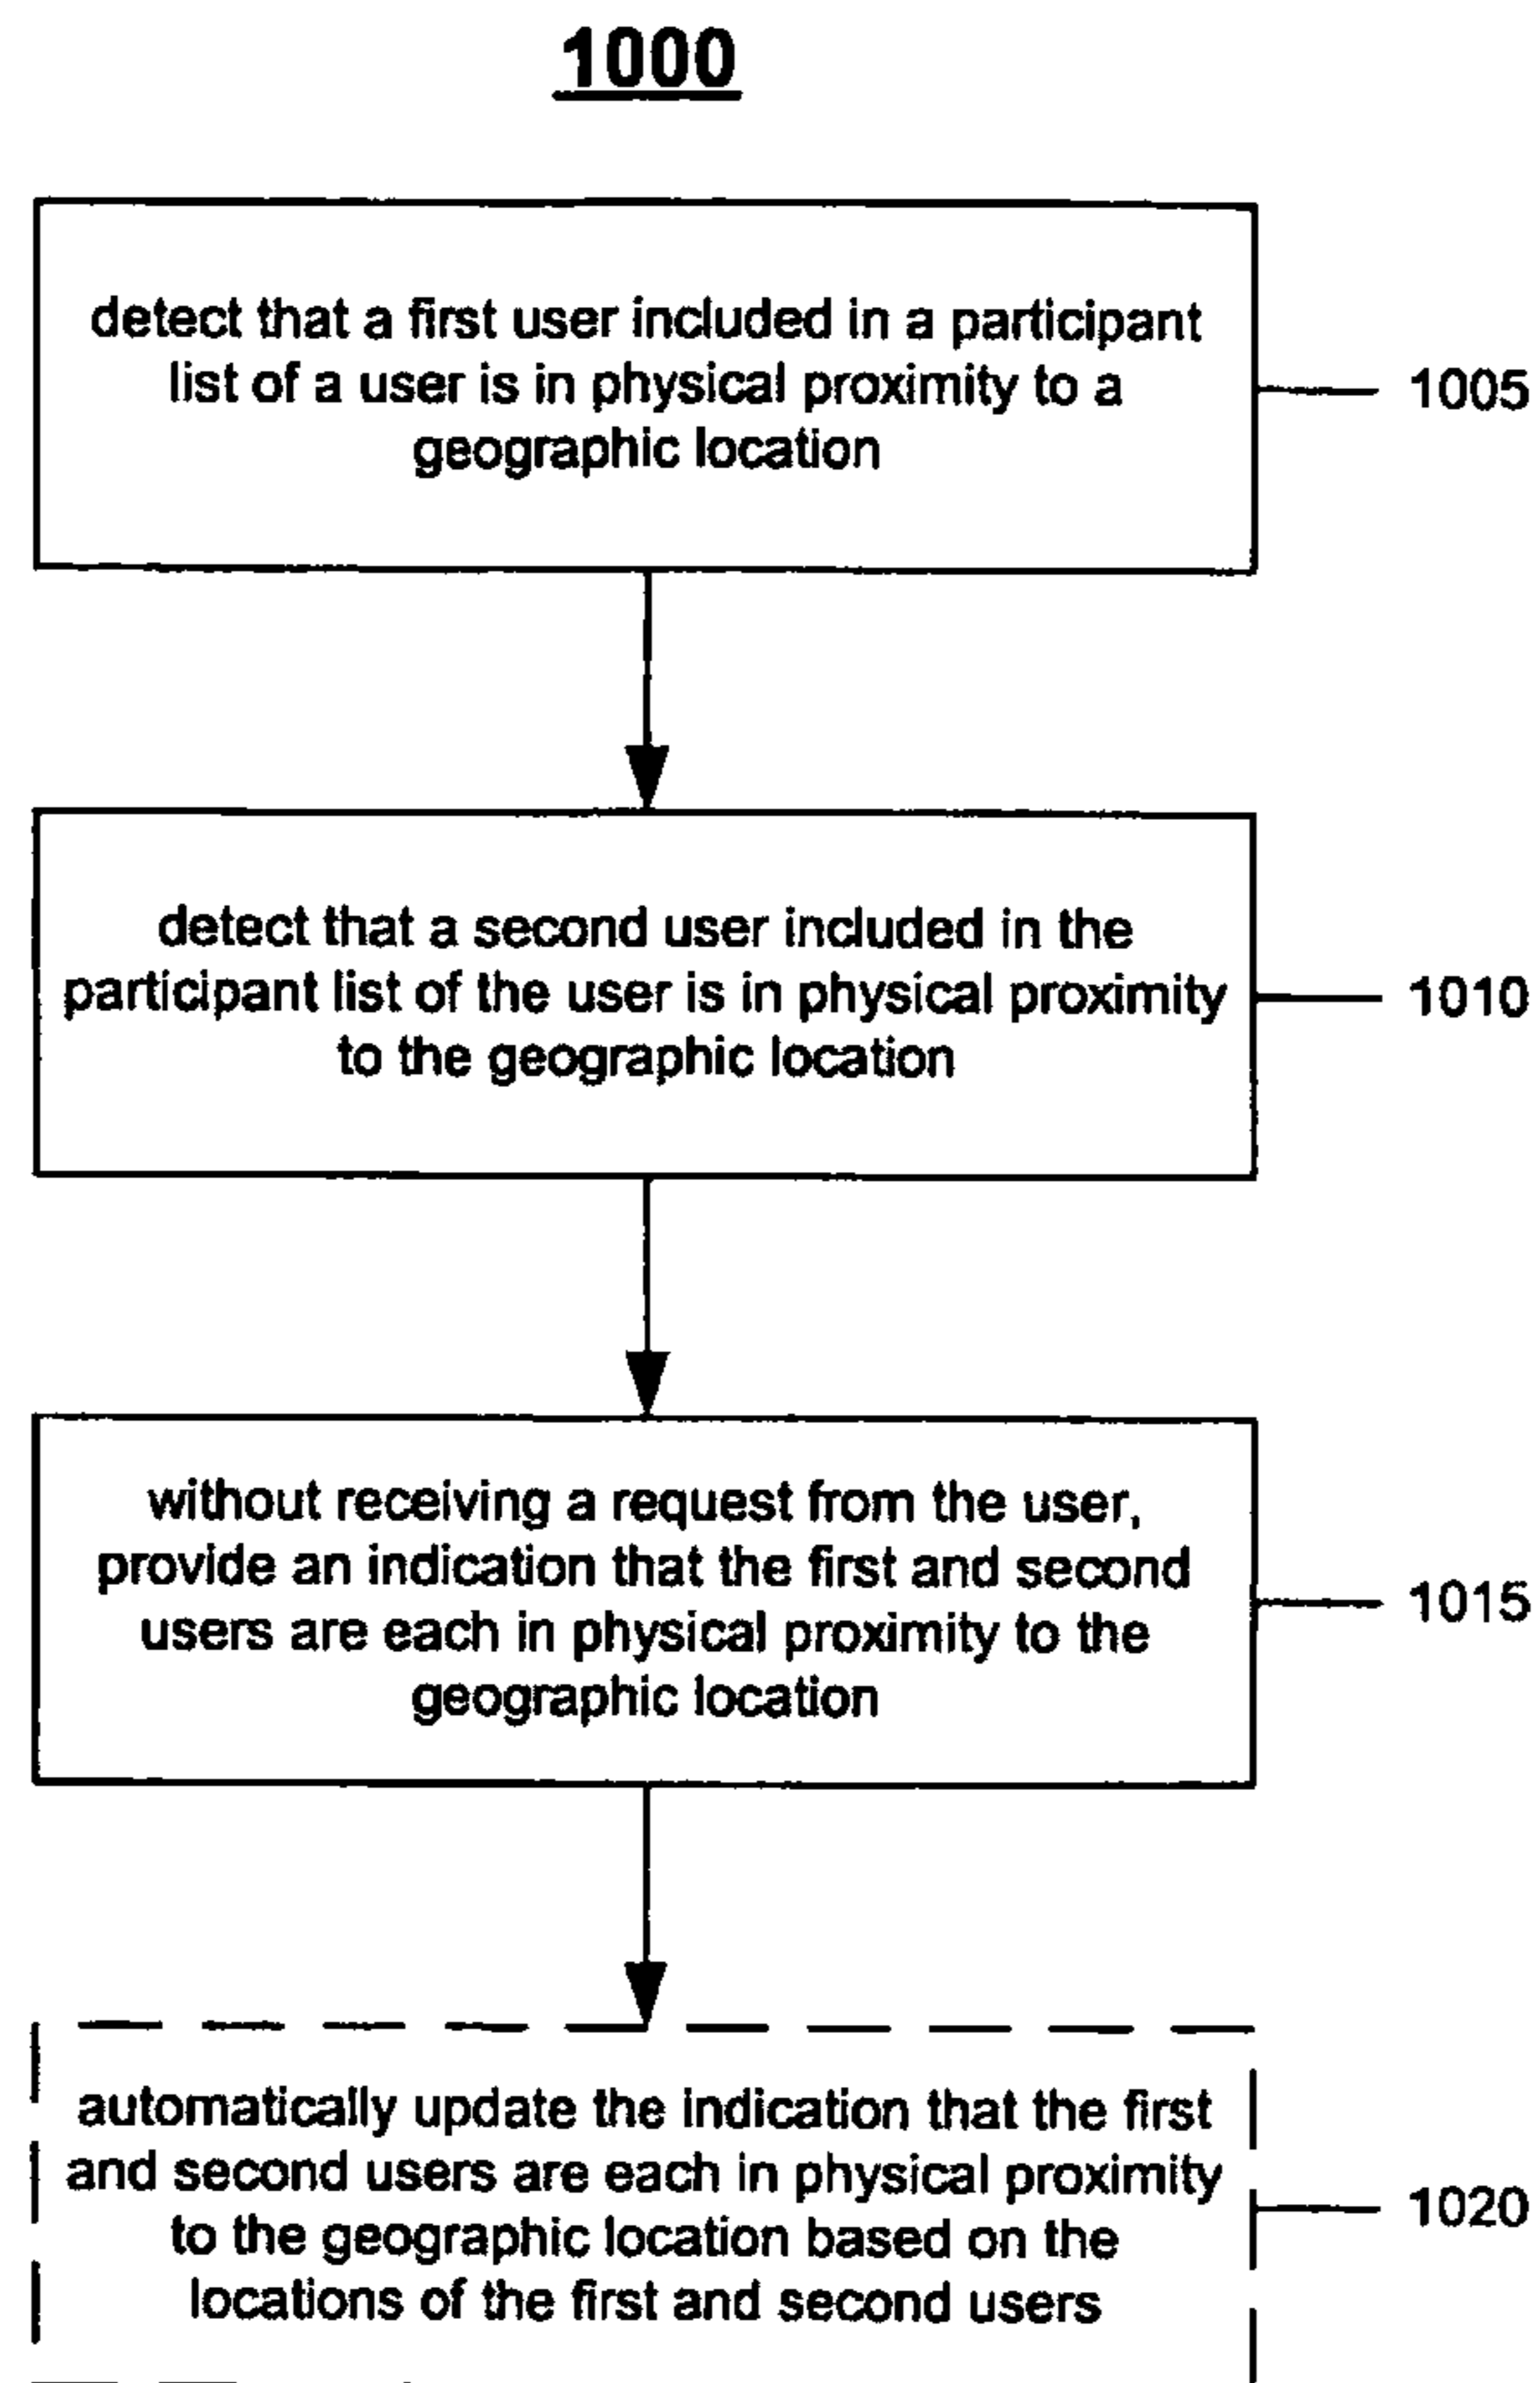 1000
detect that a first user included in a participant
list of a user is in physical proximity to a
geographic location
1005
detect that a second user included in the
participant list of the user is in physical proximity
to the geographic location
1010
without receiving a request from the user,
provide an indication that the first and second
users are each in physical proximity to the
geographic location
1015
automatically update the indication that the first
and second users are each in physical proximity
to the geographic location based on the
locations of the first and second users
1020